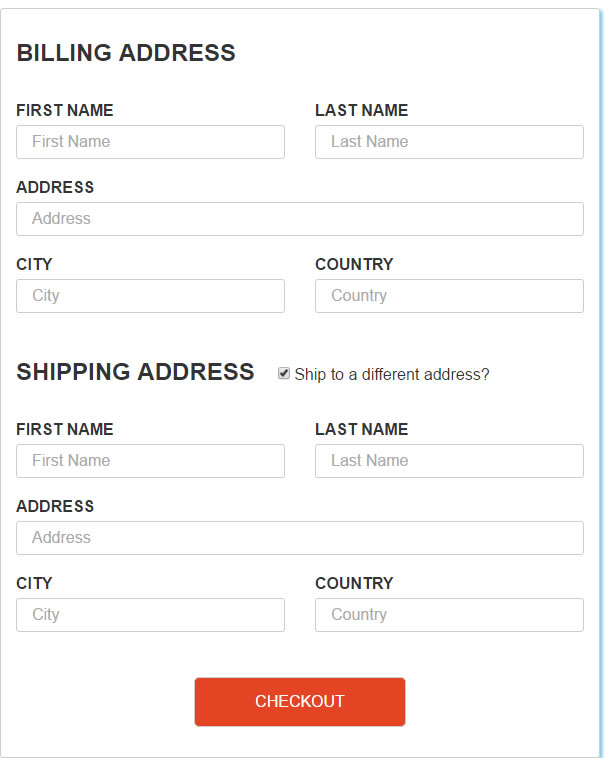 BILLING ADDRESS
FIRST NAME LAST NAME
First Name Last Name
ADDRESS
Address
CITY COUNTRY
City Country
SHIPPING ADDRESS Ship to a different address?
FIRST NAME LAST NAME
First Name Last Name
ADDRESS
Address
CITY COUNTRY
City Country
CHECKOUT